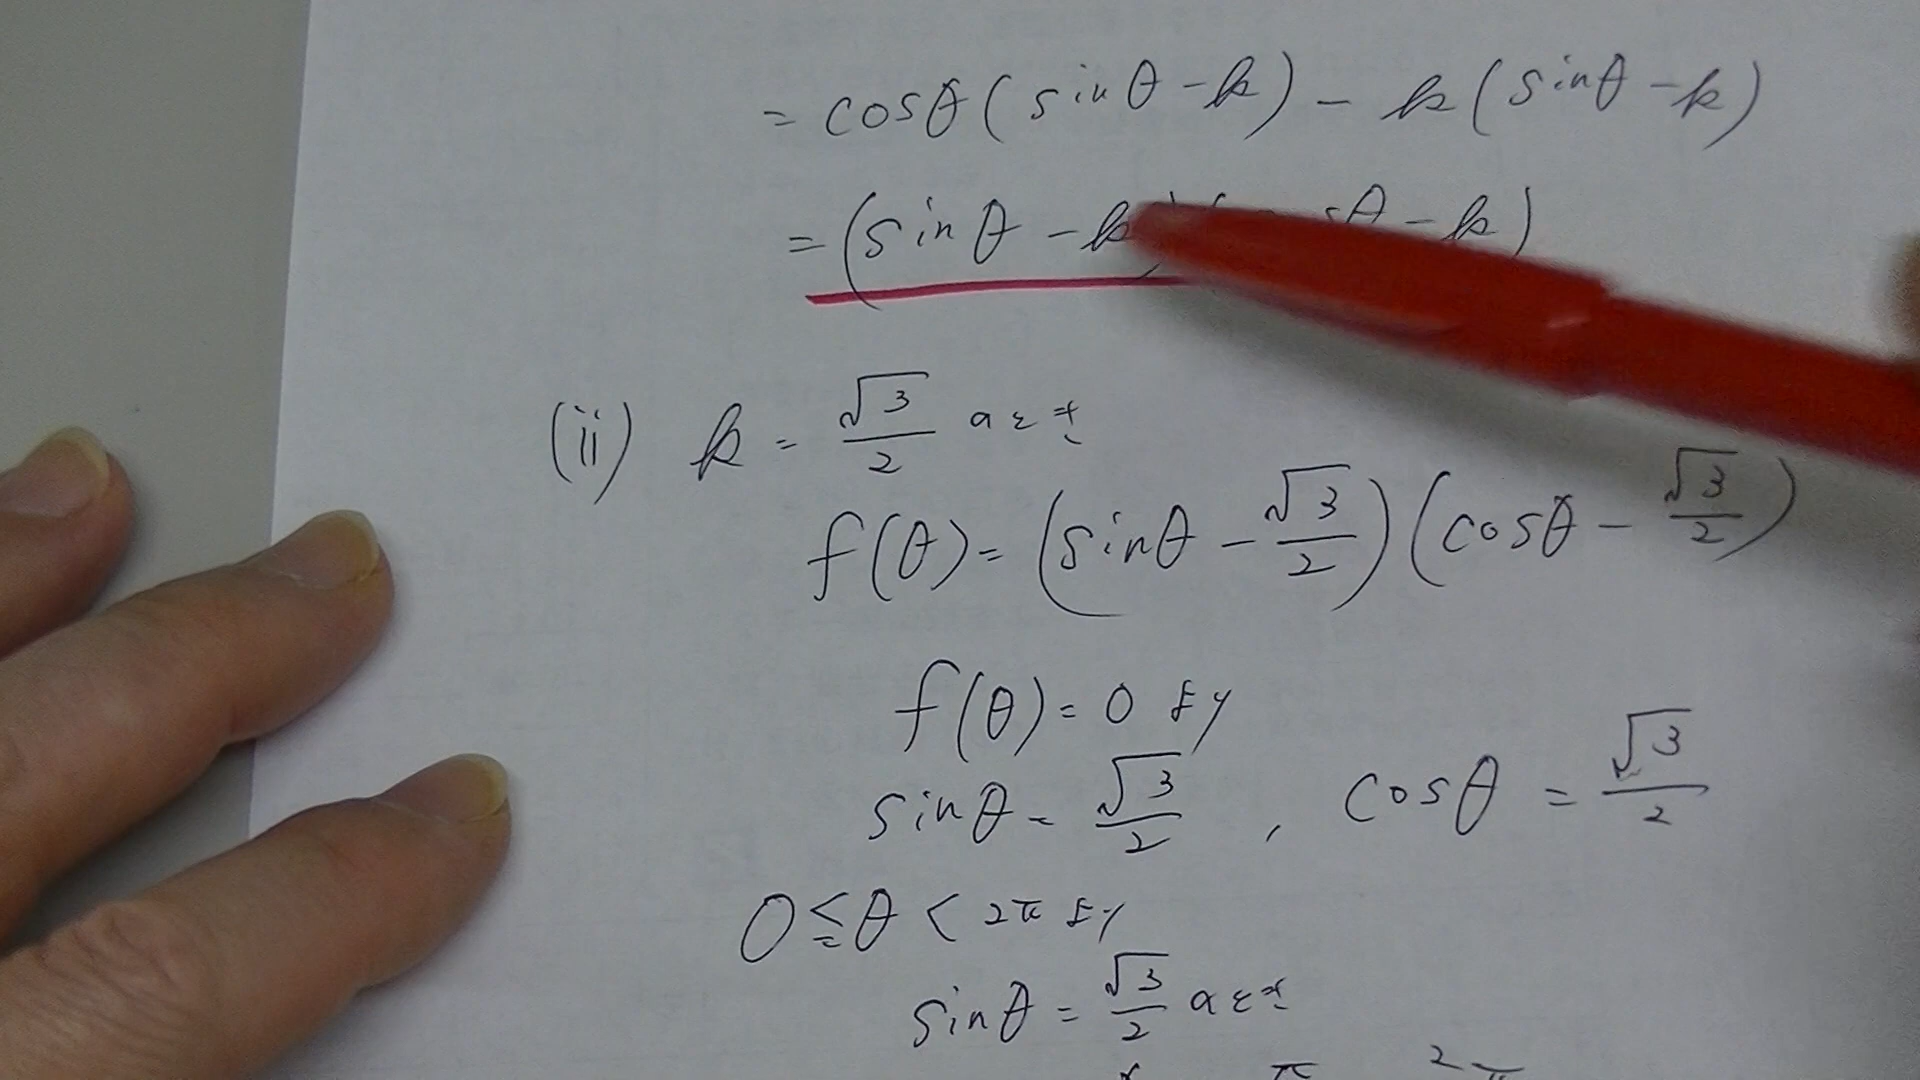 = cosθ(sinθ-k) - k(sinθ-k)
= (sinθ-k)(cosθ-k)
(ii) k = √3/2 のとき
f(θ) = (sinθ - √3/2)(cosθ - √3/2)
f(θ) = 0 より
sinθ = √3/2 , cosθ = √3/2
0 ≦ θ < 2π より
sinθ = √3/2 のとき